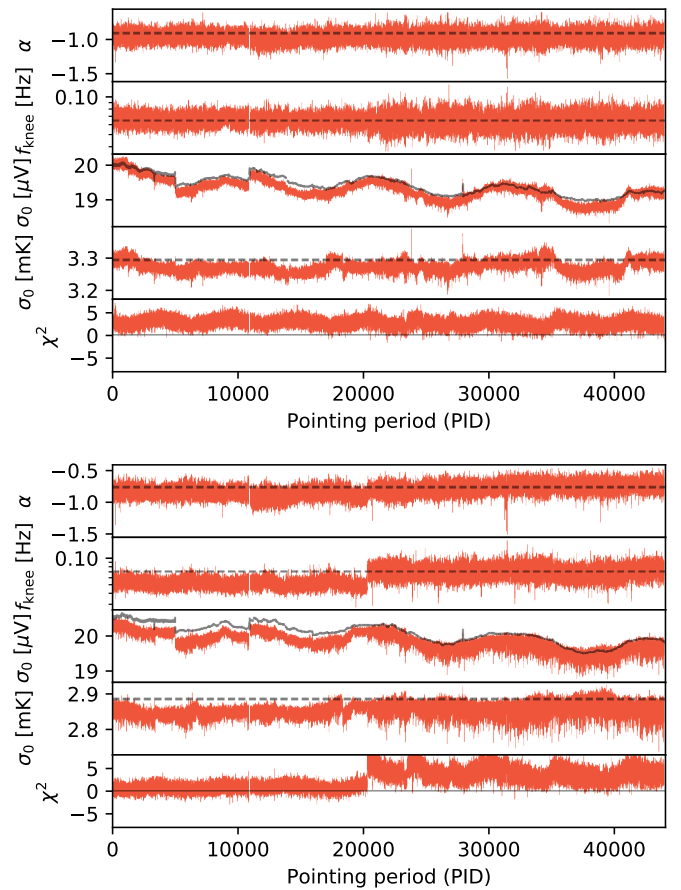 α
−1.0
−1.5
f_knee [Hz]
0.10
σ₀ [μV]
20
19
σ₀ [mK]
3.3
3.2
χ²
5
0
−5
0 10000 20000 30000 40000
Pointing period (PID)
α
−0.5
−1.0
−1.5
f_knee [Hz]
0.10
σ₀ [μV]
20
19
σ₀ [mK]
2.9
2.8
χ²
5
0
−5
0 10000 20000 30000 40000
Pointing period (PID)